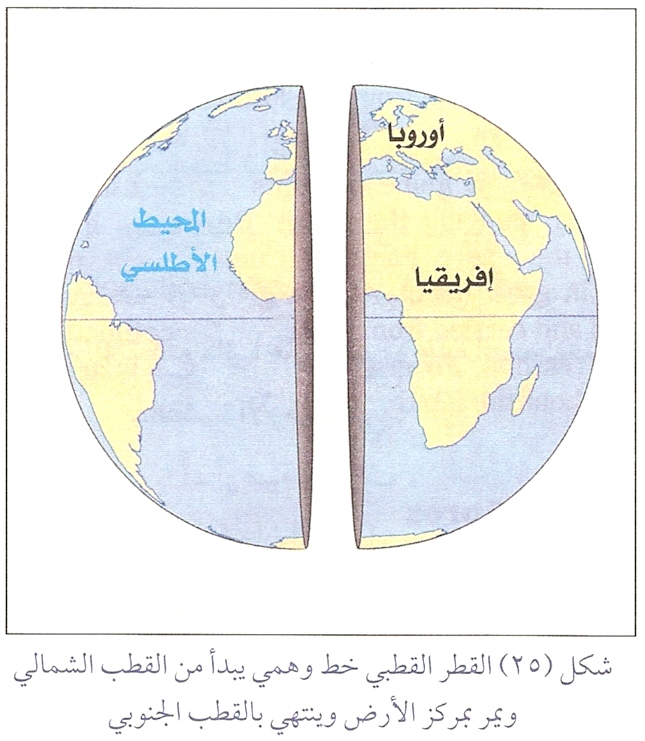 أوروبا
المحيط
الأطلسي
إفريقيا
شكل (٢٥) القطر القطبي خط وهمي يبدأ من القطب الشمالي
ويمر بمركز الأرض وينتهي بالقطب الجنوبي